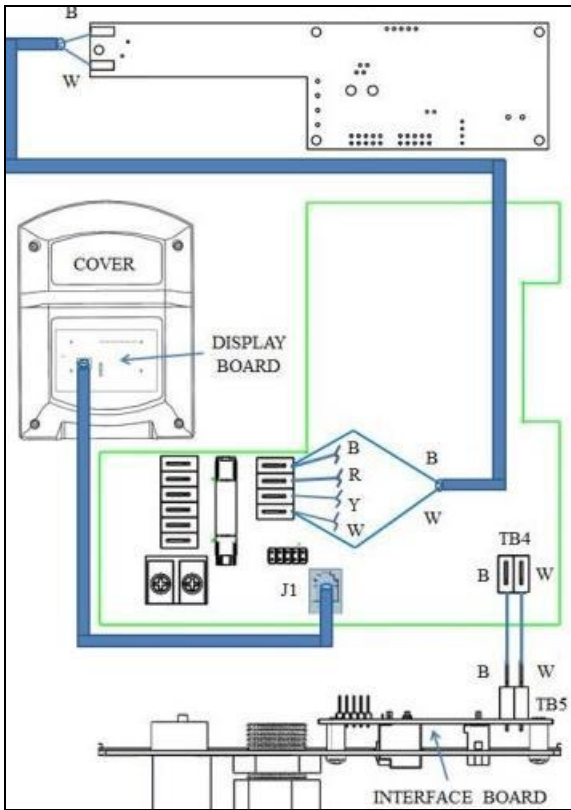 B
W
COVER
DISPLAY
BOARD
B
R
Y
W
B
W
J1
TB4
B
W
B
W
TB5
INTERFACE BOARD